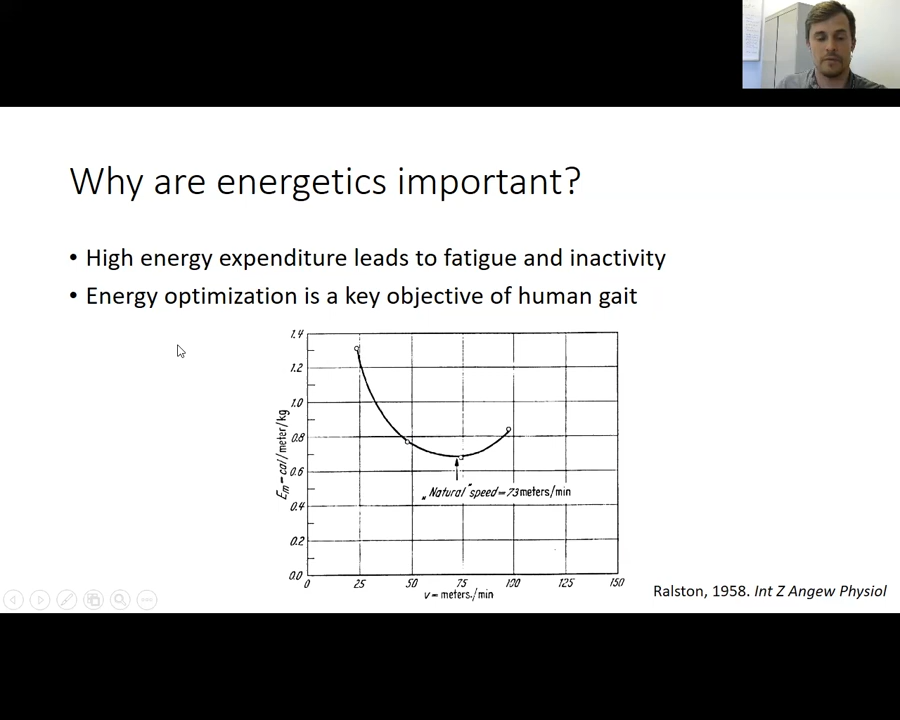 Why are energetics important?
• High energy expenditure leads to fatigue and inactivity
• Energy optimization is a key objective of human gait
1.4
1.2
1.0
0.8
0.6
0.4
0.2
0.0
Em = cal/meter/kg
„Natural" speed = 73 meters/min
0 25 50 75 100 125 150
v = meters./min
Ralston, 1958. Int Z Angew Physiol